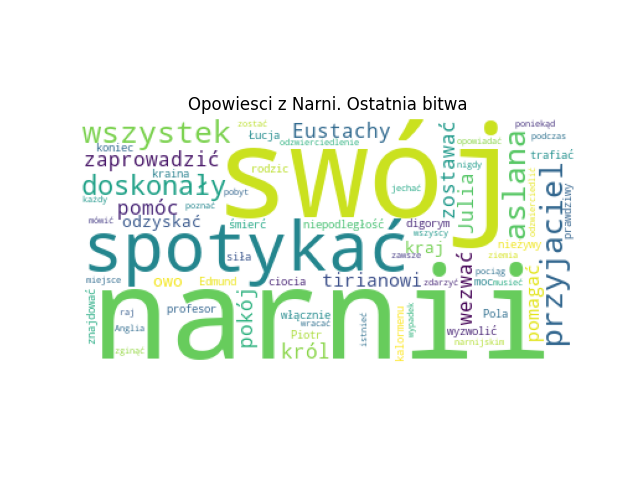 Opowiesci z Narni. Ostatnia bitwa
wszystek
zostać
Łucja
Eustachy
odzwierciedlenie
koniec
zaprowadzić
kraina
rodzic
doskonały
każdy
pobyt
poznać
pomóc
mówić
odzyskać
śmierć
swój
jechać
niepodległość
digorym
wszyscy
zostawać
Julia
opowiadać
nigdy
aslana
poniekąd
podczas
trafiać
odzwierciedlić
przyjaciel
prawdziwy
spotykać
siła
zawsze
kraj
niezywy
ziemia
miejsce
owo
Edmund
ciocia
tirianowi
zdarzyć
wezwać
pociąg
moc
musieć
pomagać
znajdować
raj
Anglia
zginąć
profesor
pokój
narnii
włącznie
Piotr
wracać
król
istnieć
kalormenu
wypadek
Pola
wyzwolić
narnijskim